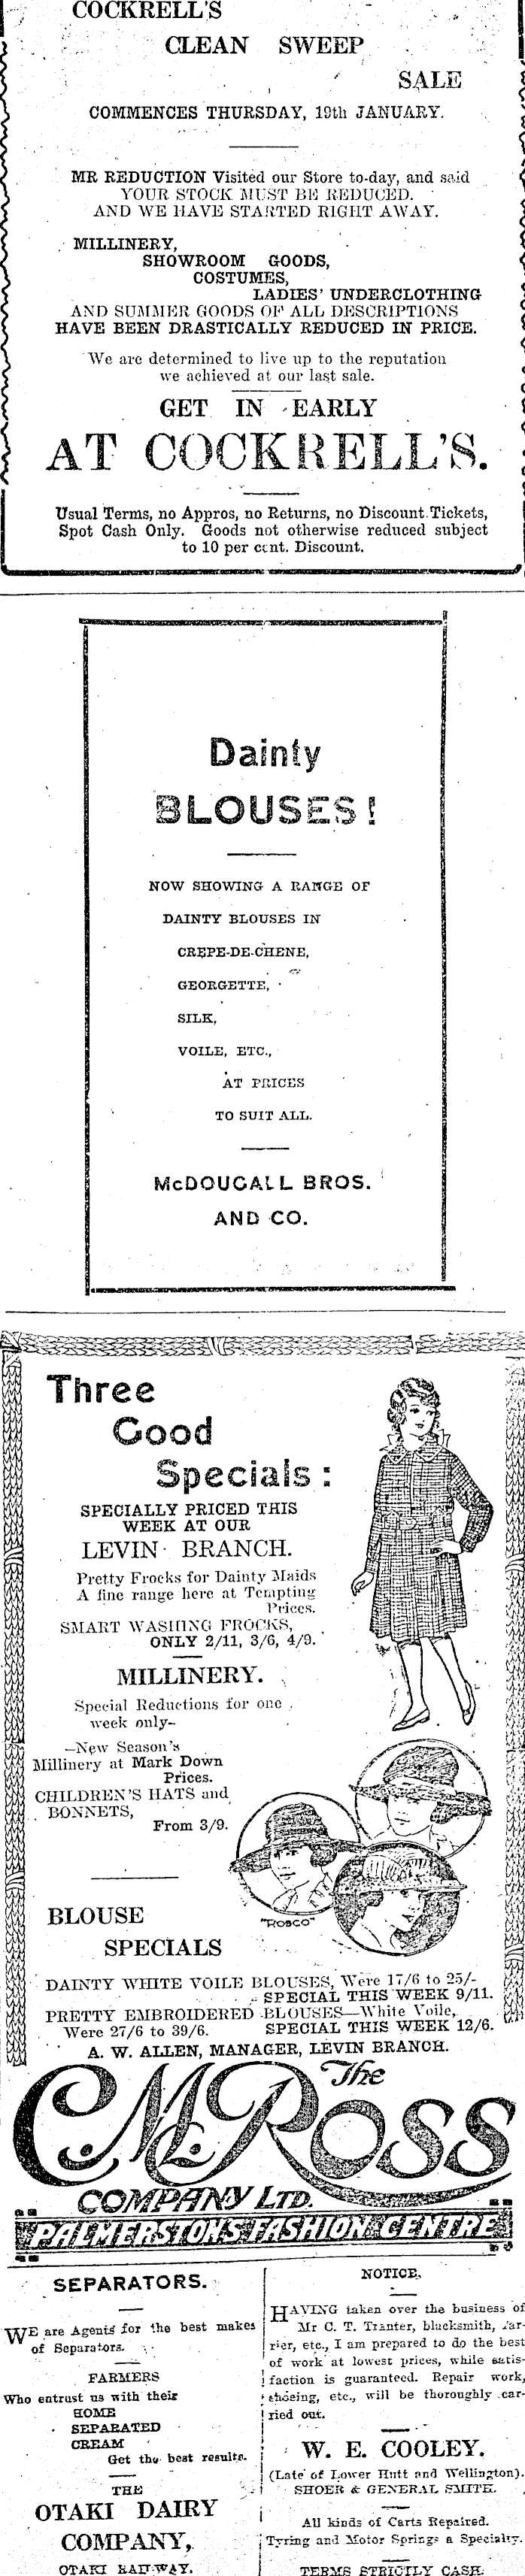 COCKRELL'S
CLEAN SWEEP
SALE
COMMENCES THURSDAY, 19th JANUARY.
MR REDUCTION Visited our Store to-day, and said
YOUR STOCK MUST BE REDUCED.
AND WE HAVE STARTED RIGHT AWAY.
MILLINERY,
SHOWROOM GOODS,
COSTUMES,
LADIES' UNDERCLOTHING
AND SUMMER GOODS OF ALL DESCRIPTIONS
HAVE BEEN DRASTICALLY REDUCED IN PRICE.
We are determined to live up to the reputation
we achieved at our last sale.
GET IN EARLY
AT COCKRELL'S.
Usual Terms, no Appros, no Returns, no Discount Tickets,
Spot Cash Only. Goods not otherwise reduced subject
to 10 per cent. Discount.
Dainty
BLOUSES!
NOW SHOWING A RANGE OF
DAINTY BLOUSES IN
CREPE-DE-CHENE,
GEORGETTE,
SILK,
VOILE, ETC.,
AT PRICES
TO SUIT ALL.
McDOUGALL BROS.
AND CO.
Three
Good
Specials:
SPECIALLY PRICED THIS
WEEK AT OUR
LEVIN BRANCH.
Pretty Frocks for Dainty Maids
A fine range here at Tempting
Prices.
SMART WASHING FROCKS,
ONLY 2/11, 3/6, 4/9.
MILLINERY.
Special Reductions for one
week only-
—New Season's
Millinery at Mark Down
Prices.
CHILDREN'S HATS and
BONNETS,
From 3/9.
"ROSCO"
BLOUSE
SPECIALS
DAINTY WHITE VOILE BLOUSES, Were 17/6 to 25/-
SPECIAL THIS WEEK 9/11.
PRETTY EMBROIDERED BLOUSES—White Voile,
Were 27/6 to 39/6. SPECIAL THIS WEEK 12/6.
A. W. ALLEN, MANAGER, LEVIN BRANCH.
The
C M ROSS
COMPANY LTD.
PALMERSTON'S FASHION CENTRE
SEPARATORS.
WE are Agents for the best makes
of Separators.
FARMERS
Who entrust us with their
HOME
SEPARATED
CREAM
Get the best results.
THE
OTAKI DAIRY
COMPANY,
OTAKI RAILWAY.
NOTICE.
HAVING taken over the business of
Mr C. T. Tranter, blacksmith, far-
rier, etc., I am prepared to do the best
of work at lowest prices, while satis-
faction is guaranteed. Repair work,
shoeing, etc., will be thoroughly car-
ried out.
W. E. COOLEY.
(Late of Lower Hutt and Wellington).
SHOER & GENERAL SMITH.
All kinds of Carts Repaired.
Tyring and Motor Springs a Specialty.
TERMS STRICTLY CASH.